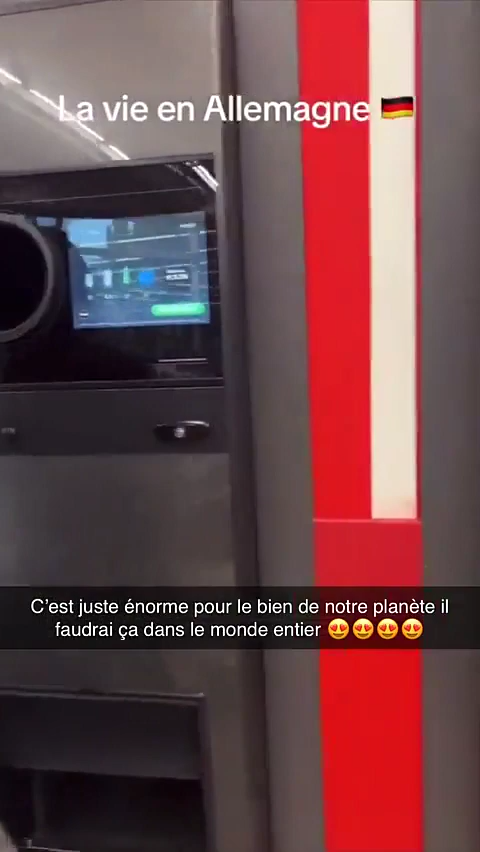 La vie en Allemagne 🇩🇪
C'est juste énorme pour le bien de notre planète il
faudrai ça dans le monde entier 😍😍😍😍